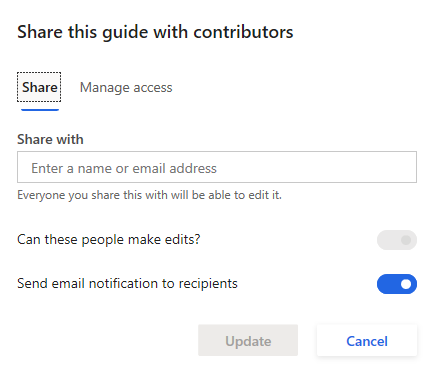 Share this guide with contributors
Share Manage access
Share with
Enter a name or email address
Everyone you share this with will be able to edit it.
Can these people make edits?
Send email notification to recipients
Update Cancel